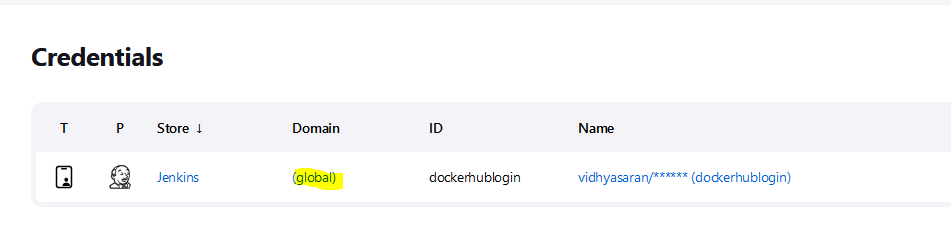 Credentials
T P Store ↓ Domain ID Name
Jenkins (global) dockerhublogin vidhyasaran/****** (dockerhublogin)